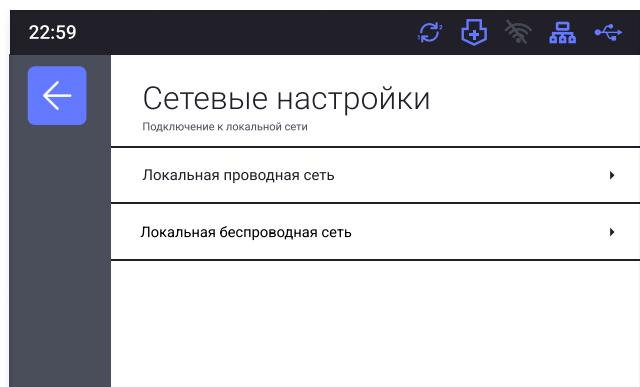 22:59
Сетевые настройки
Подключение к локальной сети
Локальная проводная сеть
Локальная беспроводная сеть